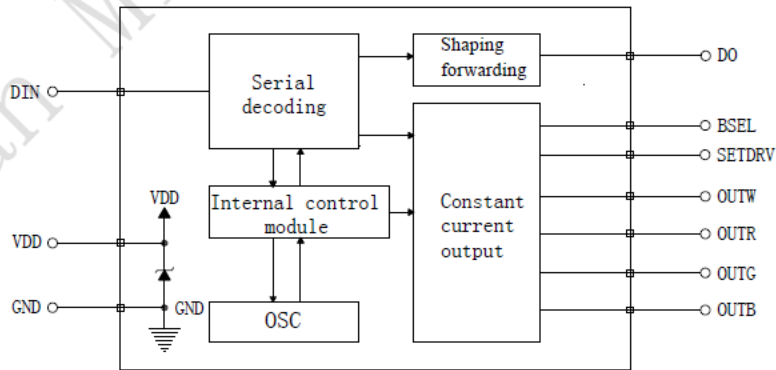 Serial
decoding
Shaping
forwarding
DO
DIN
BSEL
SETDRV
VDD
Internal control
module
Constant
current
output
OUTW
OUTR
VDD
OUTG
GND
GND
OSC
OUTB